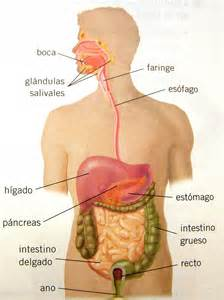 boca
glándulas
salivales
faringe
esófago
hígado
estómago
páncreas
intestino
grueso
intestino
delgado
recto
ano